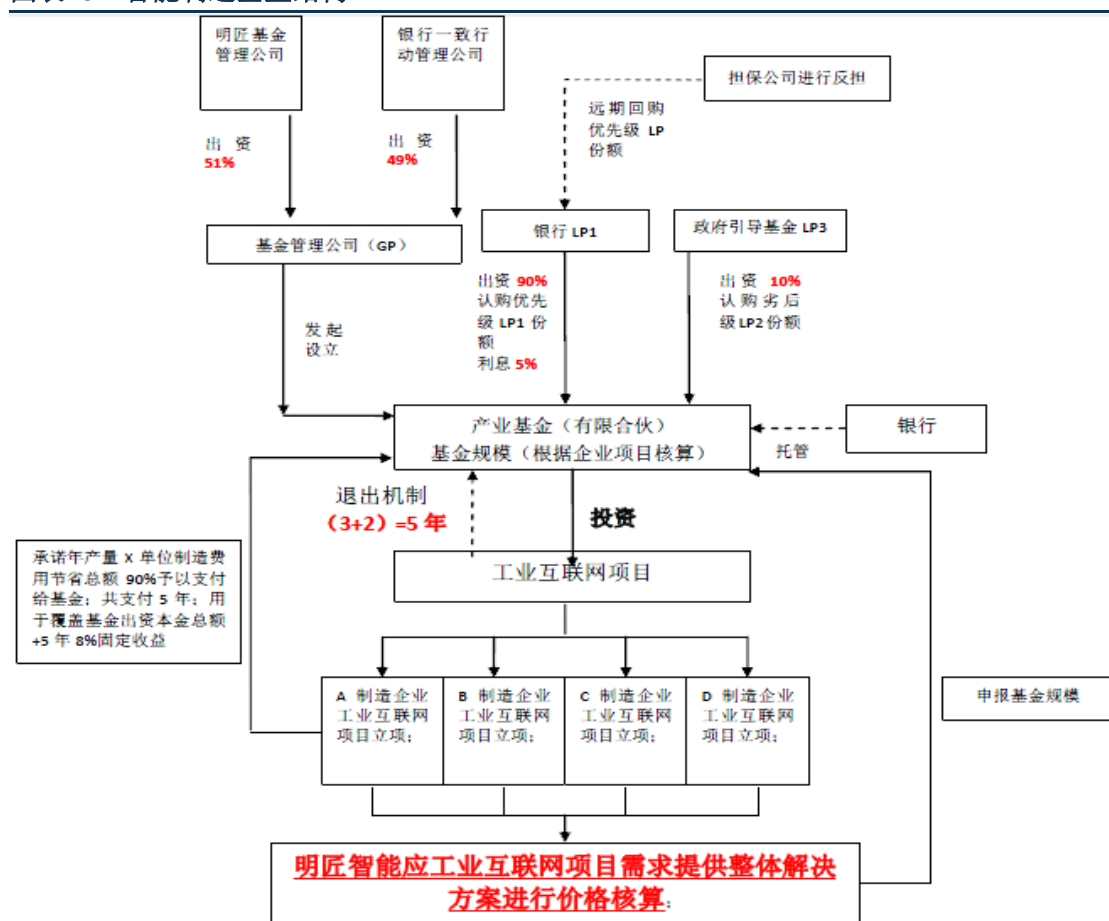 明匠基金
管理公司
银行一致行
动管理公司
担保公司进行反担
远期回购
优先级 LP
份额
出 资
51%
出 资
49%
基金管理公司（GP）
银行 LP1
政府引导基金 LP3
出资 90%
认购优先
级 LP1 份
额
利息 5%
出 资 10%
认 购 劣 后
级 LP2 份额
发 起
设立
产业基金（有限合伙）
基金规模（根据企业项目核算）
银行
托管
退出机制
（3+2）=5 年
投资
承诺年产量 X 单位制造费
用节省总额 90%予以支付
给基金；共支付 5 年；用
于覆盖基金出资本金总额
+5 年 8%固定收益
工业互联网项目
A 制造企业
工业互联网
项目立项；
B 制造企业
工业互联网
项目立项；
C 制造企业
工业互联网
项目立项；
D 制造企业
工业互联网
项目立项；
申报基金规模
明匠智能应工业互联网项目需求提供整体解决
方案进行价格核算；